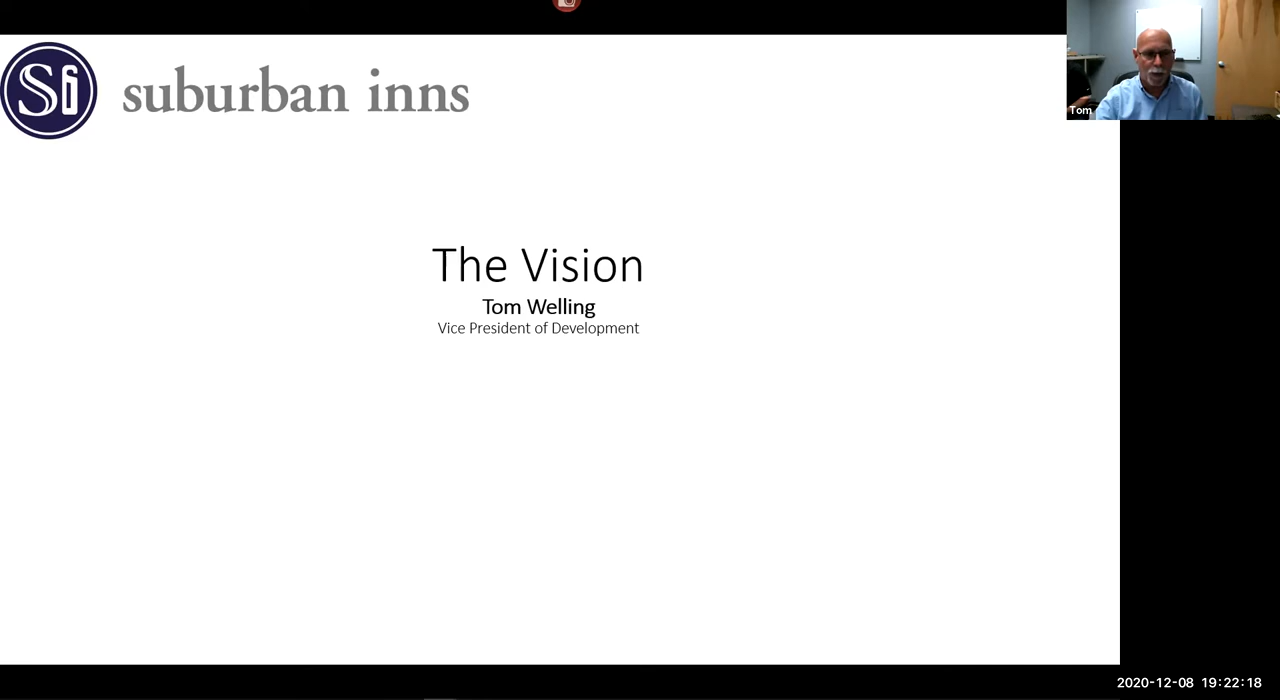 Si
suburban inns
Tom
The Vision
Tom Welling
Vice President of Development
2020-12-08 19:22:18